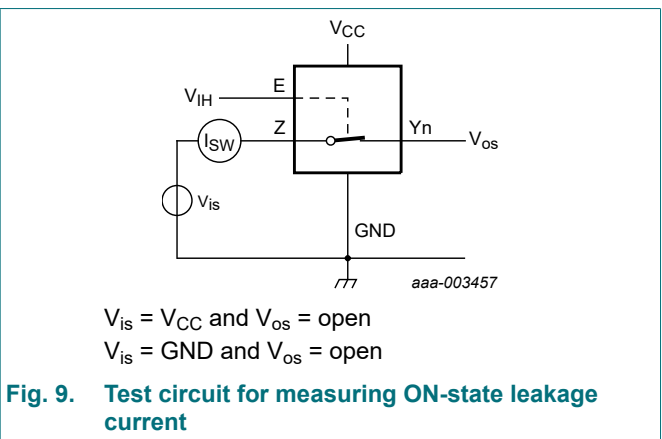 VCC
VIH
E
Z
Yn
ISW
Vos
Vis
GND
aaa-003457
Vis = VCC and Vos = open
Vis = GND and Vos = open
Fig. 9. Test circuit for measuring ON-state leakage
current